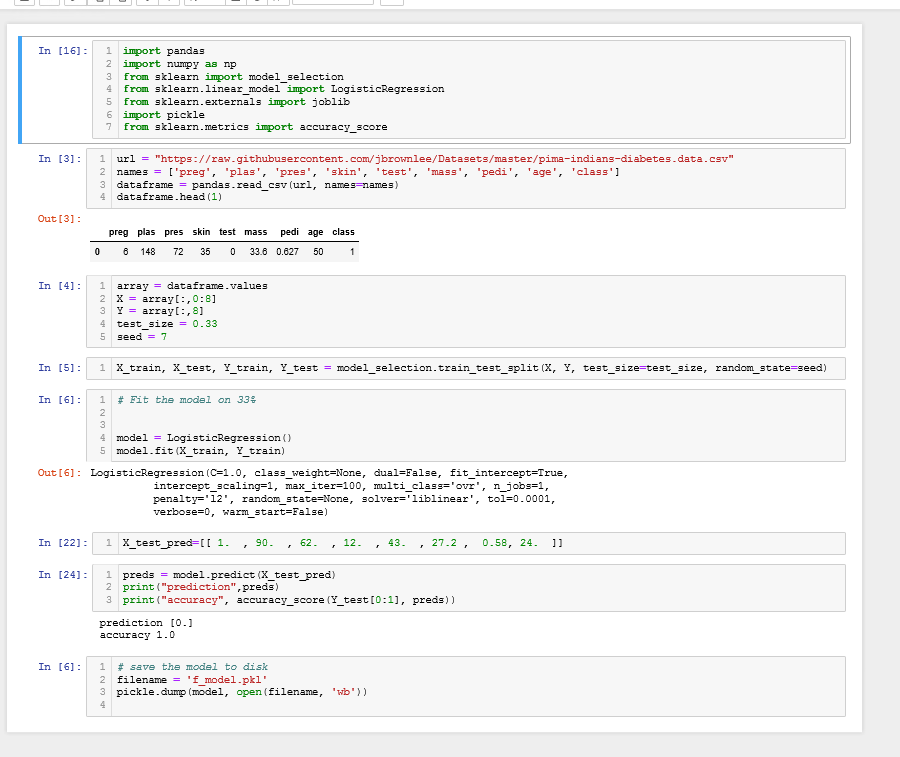 In [16]:
1 import pandas
2 import numpy as np
3 from sklearn import model_selection
4 from sklearn.linear_model import LogisticRegression
5 from sklearn.externals import joblib
6 import pickle
7 from sklearn.metrics import accuracy_score
In [3]:
1 url = "https://raw.githubusercontent.com/jbrownlee/Datasets/master/pima-indians-diabetes.data.csv"
2 names = ['preg', 'plas', 'pres', 'skin', 'test', 'mass', 'pedi', 'age', 'class']
3 dataframe = pandas.read_csv(url, names=names)
4 dataframe.head(1)
Out[3]:
preg plas pres skin test mass pedi age class
0 6 148 72 35 0 33.6 0.627 50 1
In [4]:
1 array = dataframe.values
2 X = array[:,0:8]
3 Y = array[:,8]
4 test_size = 0.33
5 seed = 7
In [5]:
1 X_train, X_test, Y_train, Y_test = model_selection.train_test_split(X, Y, test_size=test_size, random_state=seed)
In [6]:
1 # Fit the model on 33%
2
3
4 model = LogisticRegression()
5 model.fit(X_train, Y_train)
Out[6]:
LogisticRegression(C=1.0, class_weight=None, dual=False, fit_intercept=True,
intercept_scaling=1, max_iter=100, multi_class='ovr', n_jobs=1,
penalty='l2', random_state=None, solver='liblinear', tol=0.0001,
verbose=0, warm_start=False)
In [22]:
1 X_test_pred=[[ 1. , 90. , 62. , 12. , 43. , 27.2 , 0.58, 24. ]]
In [24]:
1 preds = model.predict(X_test_pred)
2 print("prediction",preds)
3 print("accuracy", accuracy_score(Y_test[0:1], preds))
prediction [0.]
accuracy 1.0
In [6]:
1 # save the model to disk
2 filename = 'f_model.pkl'
3 pickle.dump(model, open(filename, 'wb'))
4